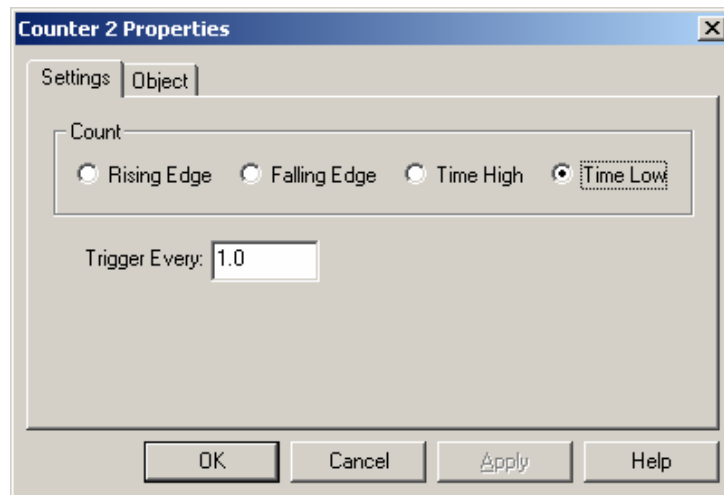 Counter 2 Properties
Settings Object
Count
Rising Edge Falling Edge Time High Time Low
Trigger Every: 1.0
OK Cancel Apply Help